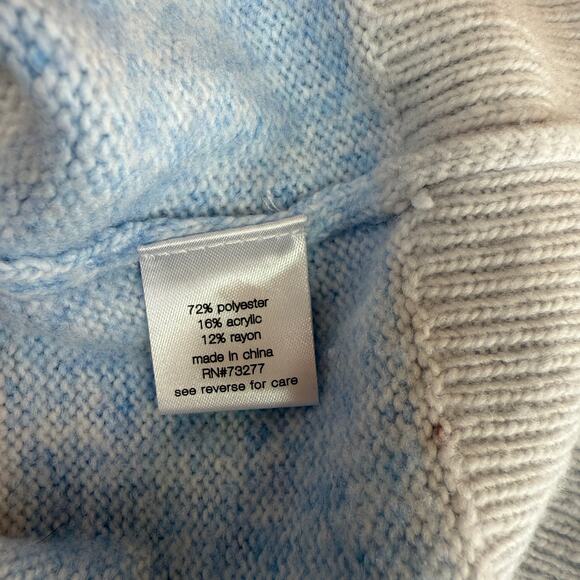 72% polyester
16% acrylic
12% rayon
made in china
RN#73277
see reverse for care